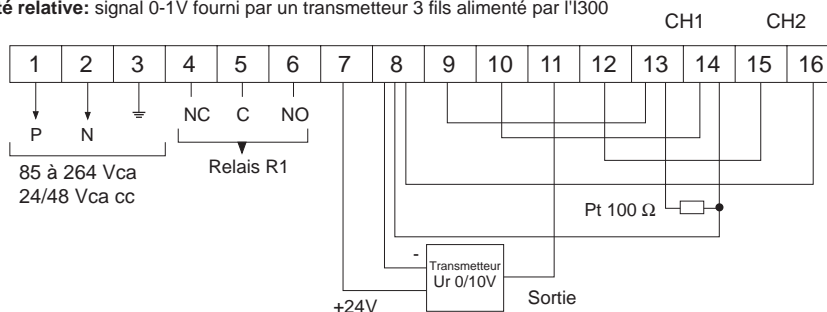 té relative: signal 0-1V fourni par un transmetteur 3 fils alimenté par l'I300
CH1 CH2
1 2 3 4 5 6 7 8 9 10 11 12 13 14 15 16
P N NC C NO
85 à 264 Vca
24/48 Vca cc
Relais R1
Pt 100 Ω
-
Transmetteur
Ur 0/10V
+24V
Sortie